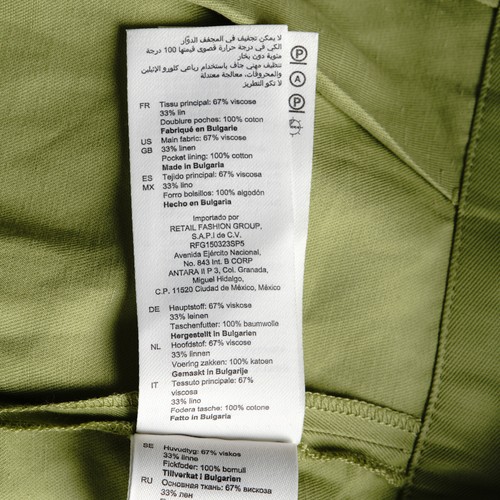 لا يمكن تجفيف في المجفف الدوّار
الكي في درجة حرارة قصوى قيمتها 100 درجة
مئوية دون بخار
تنظيف مهني جاف باستخدام رباعي كلورو الإثيلين
والمحروقات، معالجة معتدلة
لا تكو التطريز
P
A
P
FR Tissu principal: 67% viscose
33% lin
Doublure poches: 100% coton
Fabriqué en Bulgarie
US Main fabric: 67% viscose
GB 33% linen
Pocket lining: 100% cotton
Made in Bulgaria
ES Tejido principal: 67% viscosa
MX 33% lino
Forro bolsillos: 100% algodón
Hecho en Bulgaria
Importado por
RETAIL FASHION GROUP,
S.A.P.I de C.V.
RFG150323SP5
Avenida Ejército Nacional,
No. 843 Int. B CORP
ANTARA II P 3, Col. Granada,
Miguel Hidalgo,
C.P. 11520 Ciudad de México, México
DE Hauptstoff: 67% viskose
33% leinen
Taschenfutter: 100% baumwolle
Hergestellt in Bulgarien
NL Hoofdstof: 67% viscose
33% linnen
Voering zakken: 100% katoen
Gemaakt in Bulgarije
IT Tessuto principale: 67%
viscosa
33% lino
Fodera tasche: 100% cotone
Fatto in Bulgaria
SE Huvudtyg: 67% viskos
33% linne
Fickfoder: 100% bomull
Tillverkat i Bulgarien
RU Основная ткань: 67% вискоза
33% лен